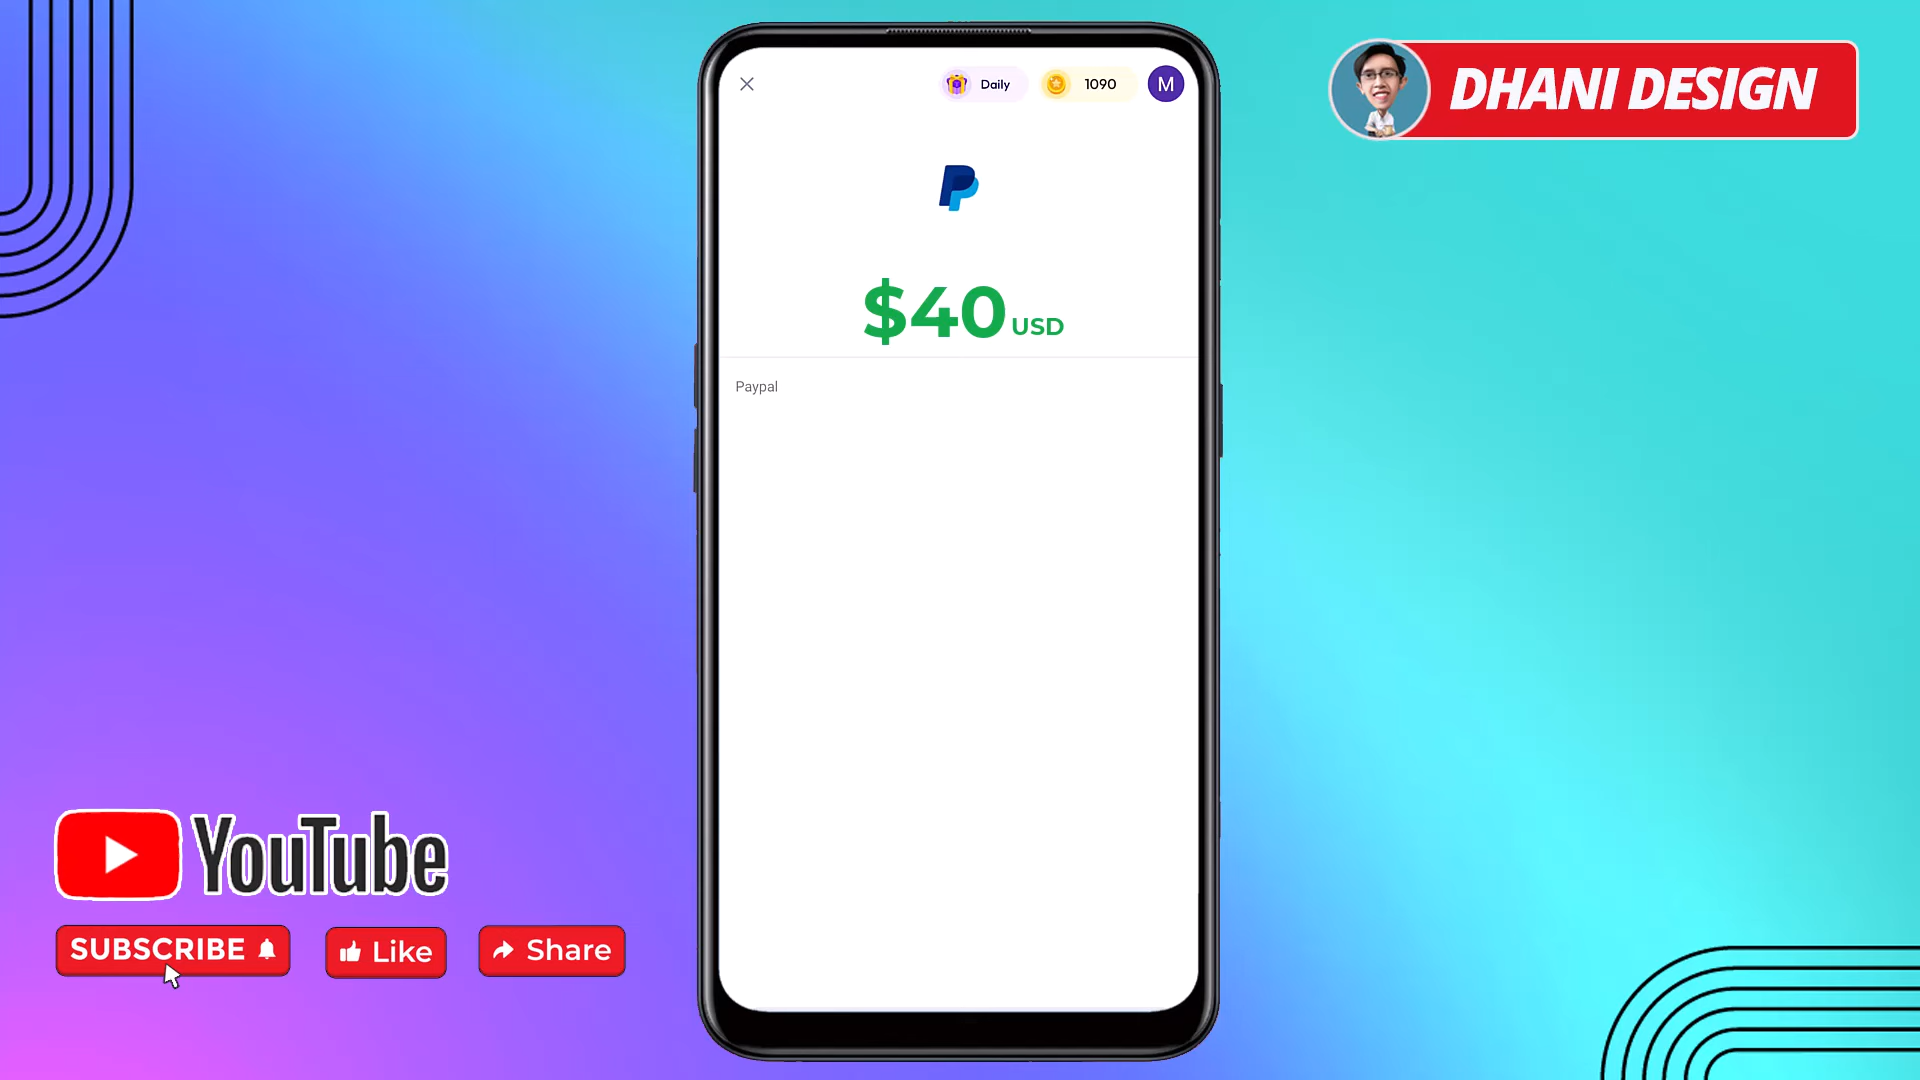 Daily
1090
M
DHANI DESIGN
$40 USD
Paypal
YouTube
SUBSCRIBE
Like
Share